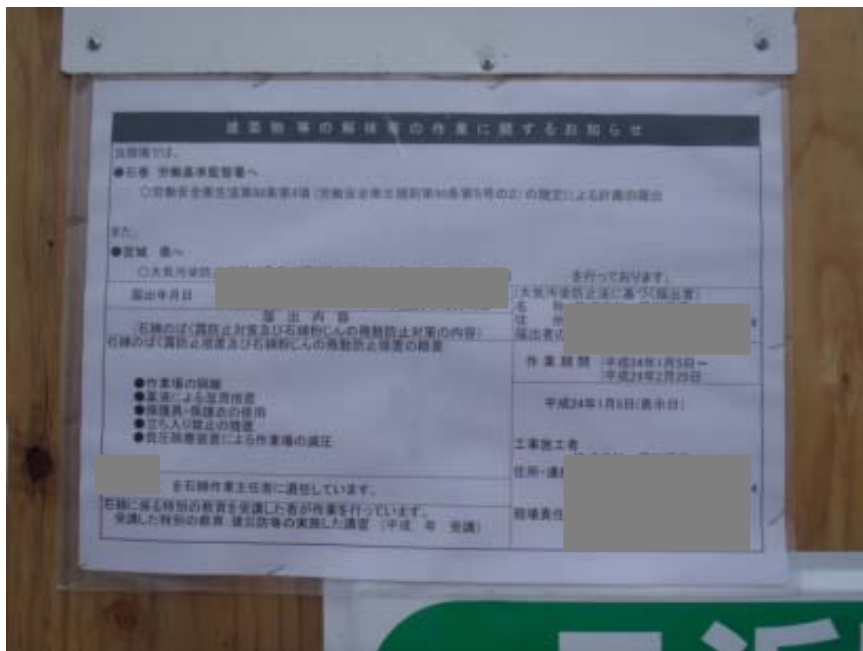 建築物等の解体等の作業に関するお知らせ
当現場では、
●石巻 労働基準監督署へ
○労働安全衛生法第88条第4項（労働安全衛生規則第90条第5号の2）の規定による計画の届出
また、
●宮城 県へ
○大気汚染防
を行っております。
届出年月日
（大気汚染防止法に基づく届出者）
名
住 所
届出者の
届 出 内 容
（石綿のばく露防止対策及び石綿粉じんの飛散防止対策の内容）
石綿のばく露防止措置及び石綿粉じんの飛散防止措置の概要
作業期間
平成24年1月5日～
平成24年2月29日
●作業場の隔離
●薬液による湿潤措置
●保護具・保護衣の使用
●立ち入り禁止の措置
●負圧除塵装置による作業場の減圧
平成24年1月5日（表示日）
工事施工者
住所・連
現場責任
を石綿作業主任者に選任しています。
石綿に係る特別の教育を受講した者が作業を行っています。
受講した特別の教育 建災防等の実施した講習 （平成 年 受講）